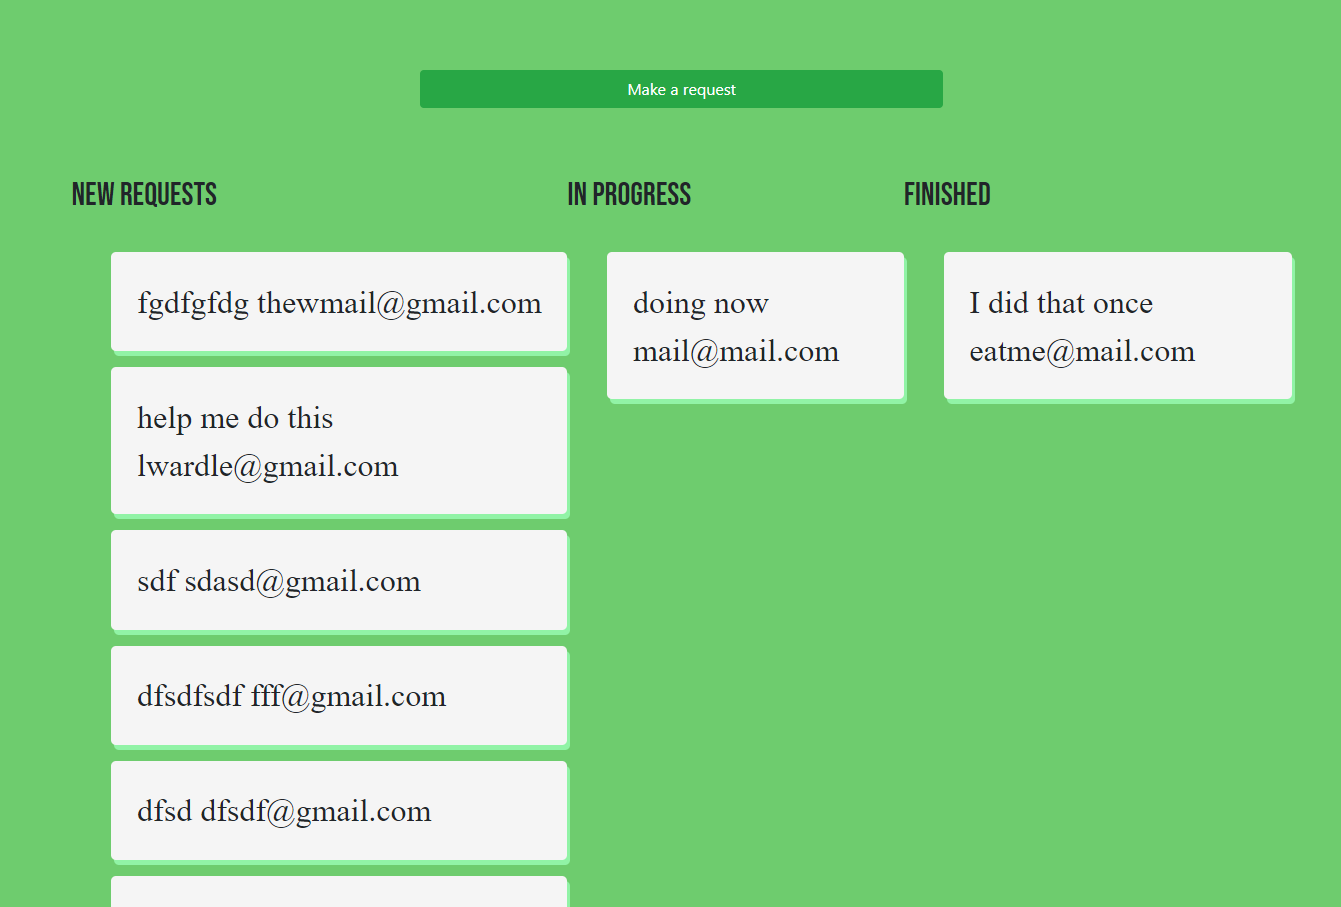 Make a request
NEW REQUESTS
fgdfgfdg thewmail@gmail.com
help me do this
lwardle@gmail.com
sdf sdasd@gmail.com
dfsdfsdf fff@gmail.com
dfsd dfsdf@gmail.com
IN PROGRESS
doing now
mail@mail.com
FINISHED
I did that once
eatme@mail.com